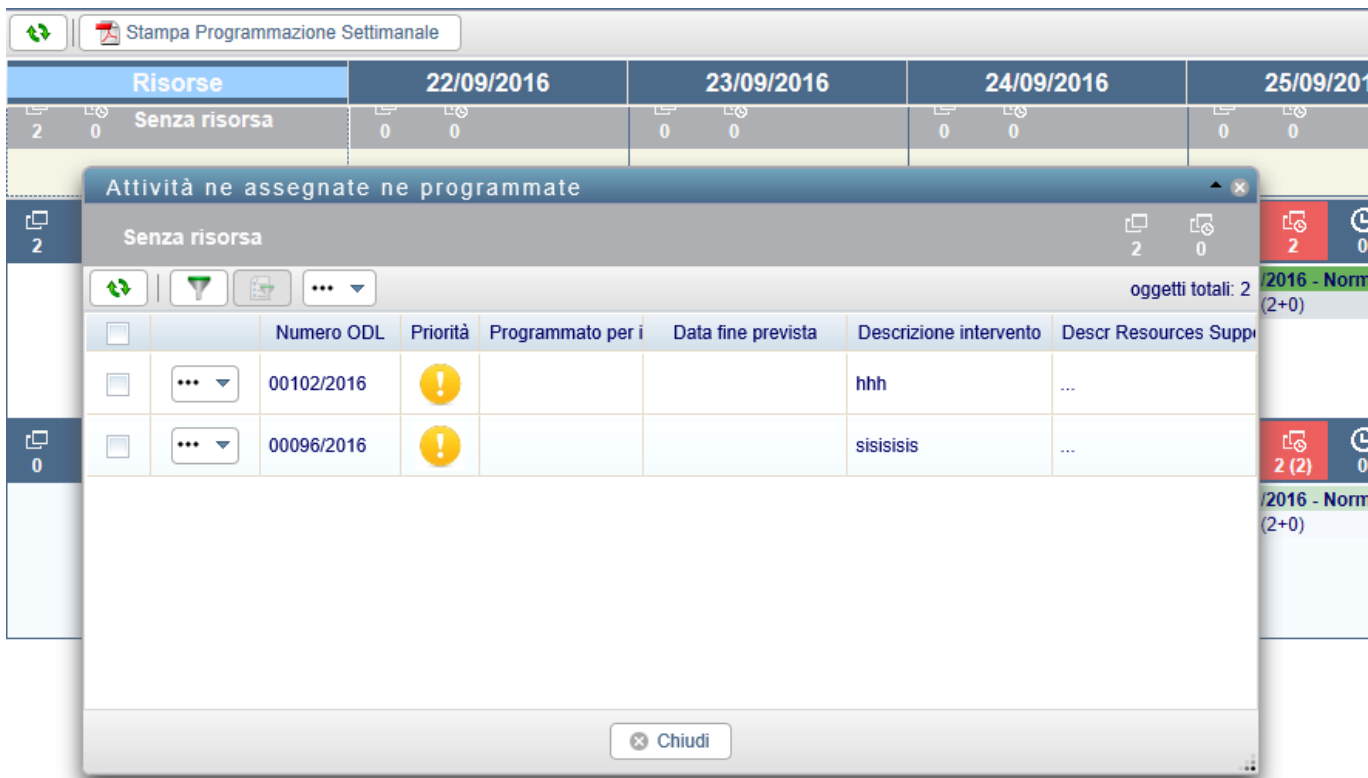 Stampa Programmazione Settimanale
Risorse 22/09/2016 23/09/2016 24/09/2016 25/09/201
2 0 Senza risorsa 0 0 0 0 0 0 0 0
Attività ne assegnate ne programmate
2 Senza risorsa 2 0 2 0
oggetti totali: 2 /2016 - Norm
(2+0)
Numero ODL Priorità Programmato per i Data fine prevista Descrizione intervento Descr Resources Suppo
00102/2016 hhh ...
0 00096/2016 sisisisis ... 2 (2) 0
/2016 - Norm
(2+0)
Chiudi